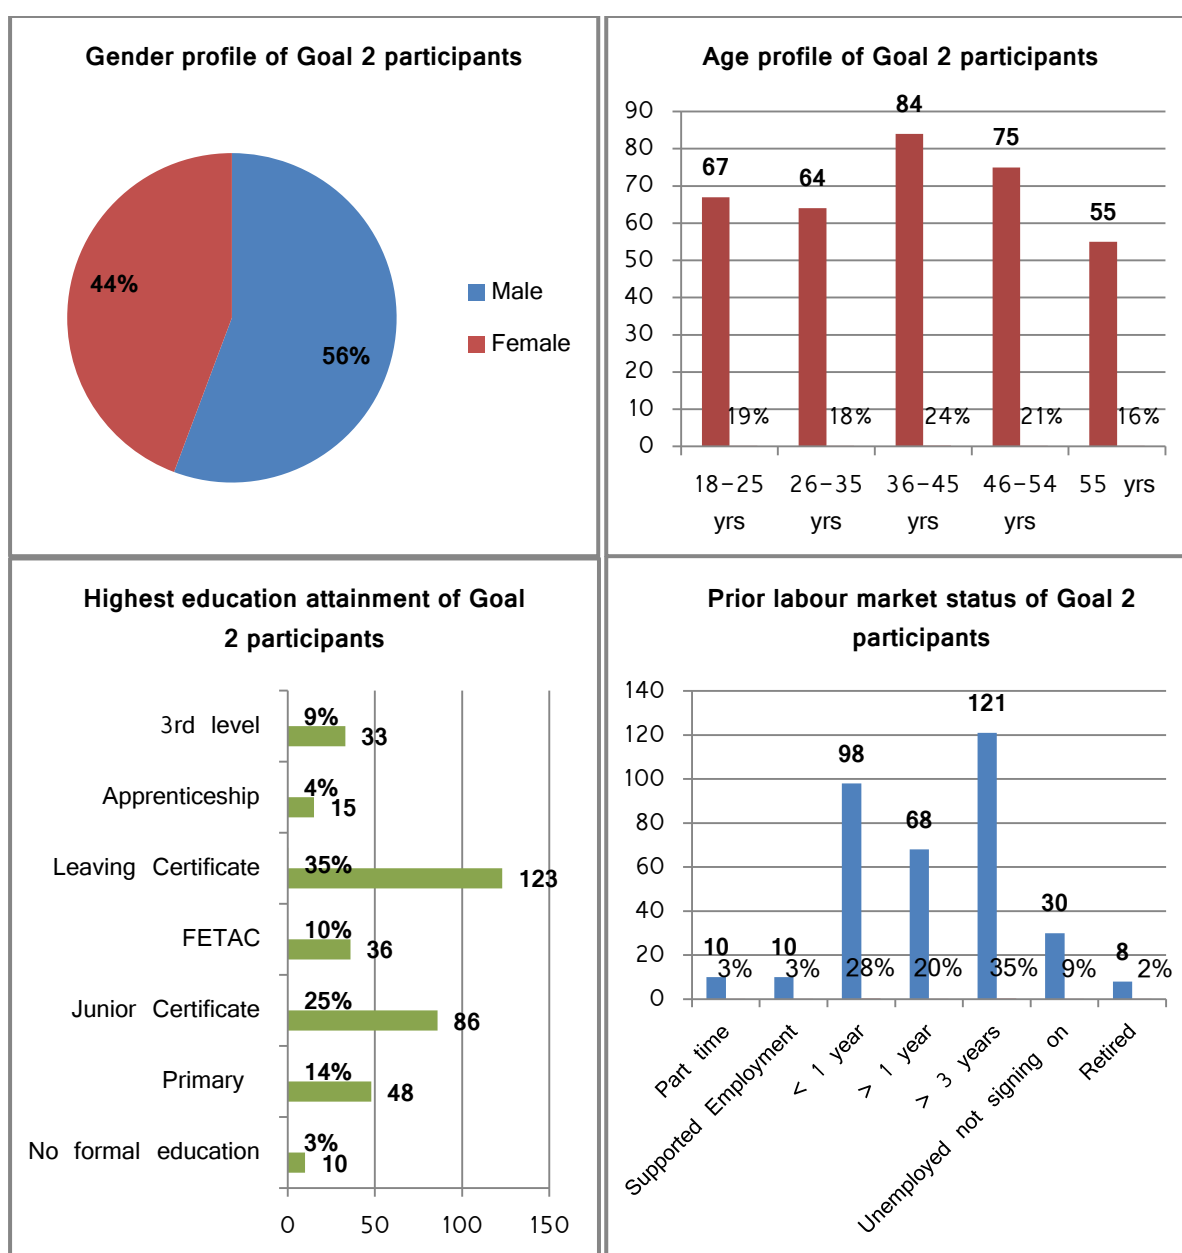 Gender profile of Goal 2 participants
44%
56%
Male
Female
Age profile of Goal 2 participants
90
80
70
60
50
40
30
20
10
0
67
64
84
75
55
19%
18%
24%
21%
16%
18-25
yrs
26-35
yrs
36-45
yrs
46-54
yrs
55 yrs
Highest education attainment of Goal
2 participants
3rd level
9%
33
Apprenticeship
4%
15
Leaving Certificate
35%
123
FETAC
10%
36
Junior Certificate
25%
86
Primary
14%
48
No formal education
3%
10
0 50 100 150
Prior labour market status of Goal 2
participants
140
120
100
80
60
40
20
0
10
10
98
68
121
30
8
3%
3%
28%
20%
35%
9%
2%
Part time
Supported Employment
< 1 year
> 1 year
> 3 years
Unemployed not signing on
Retired